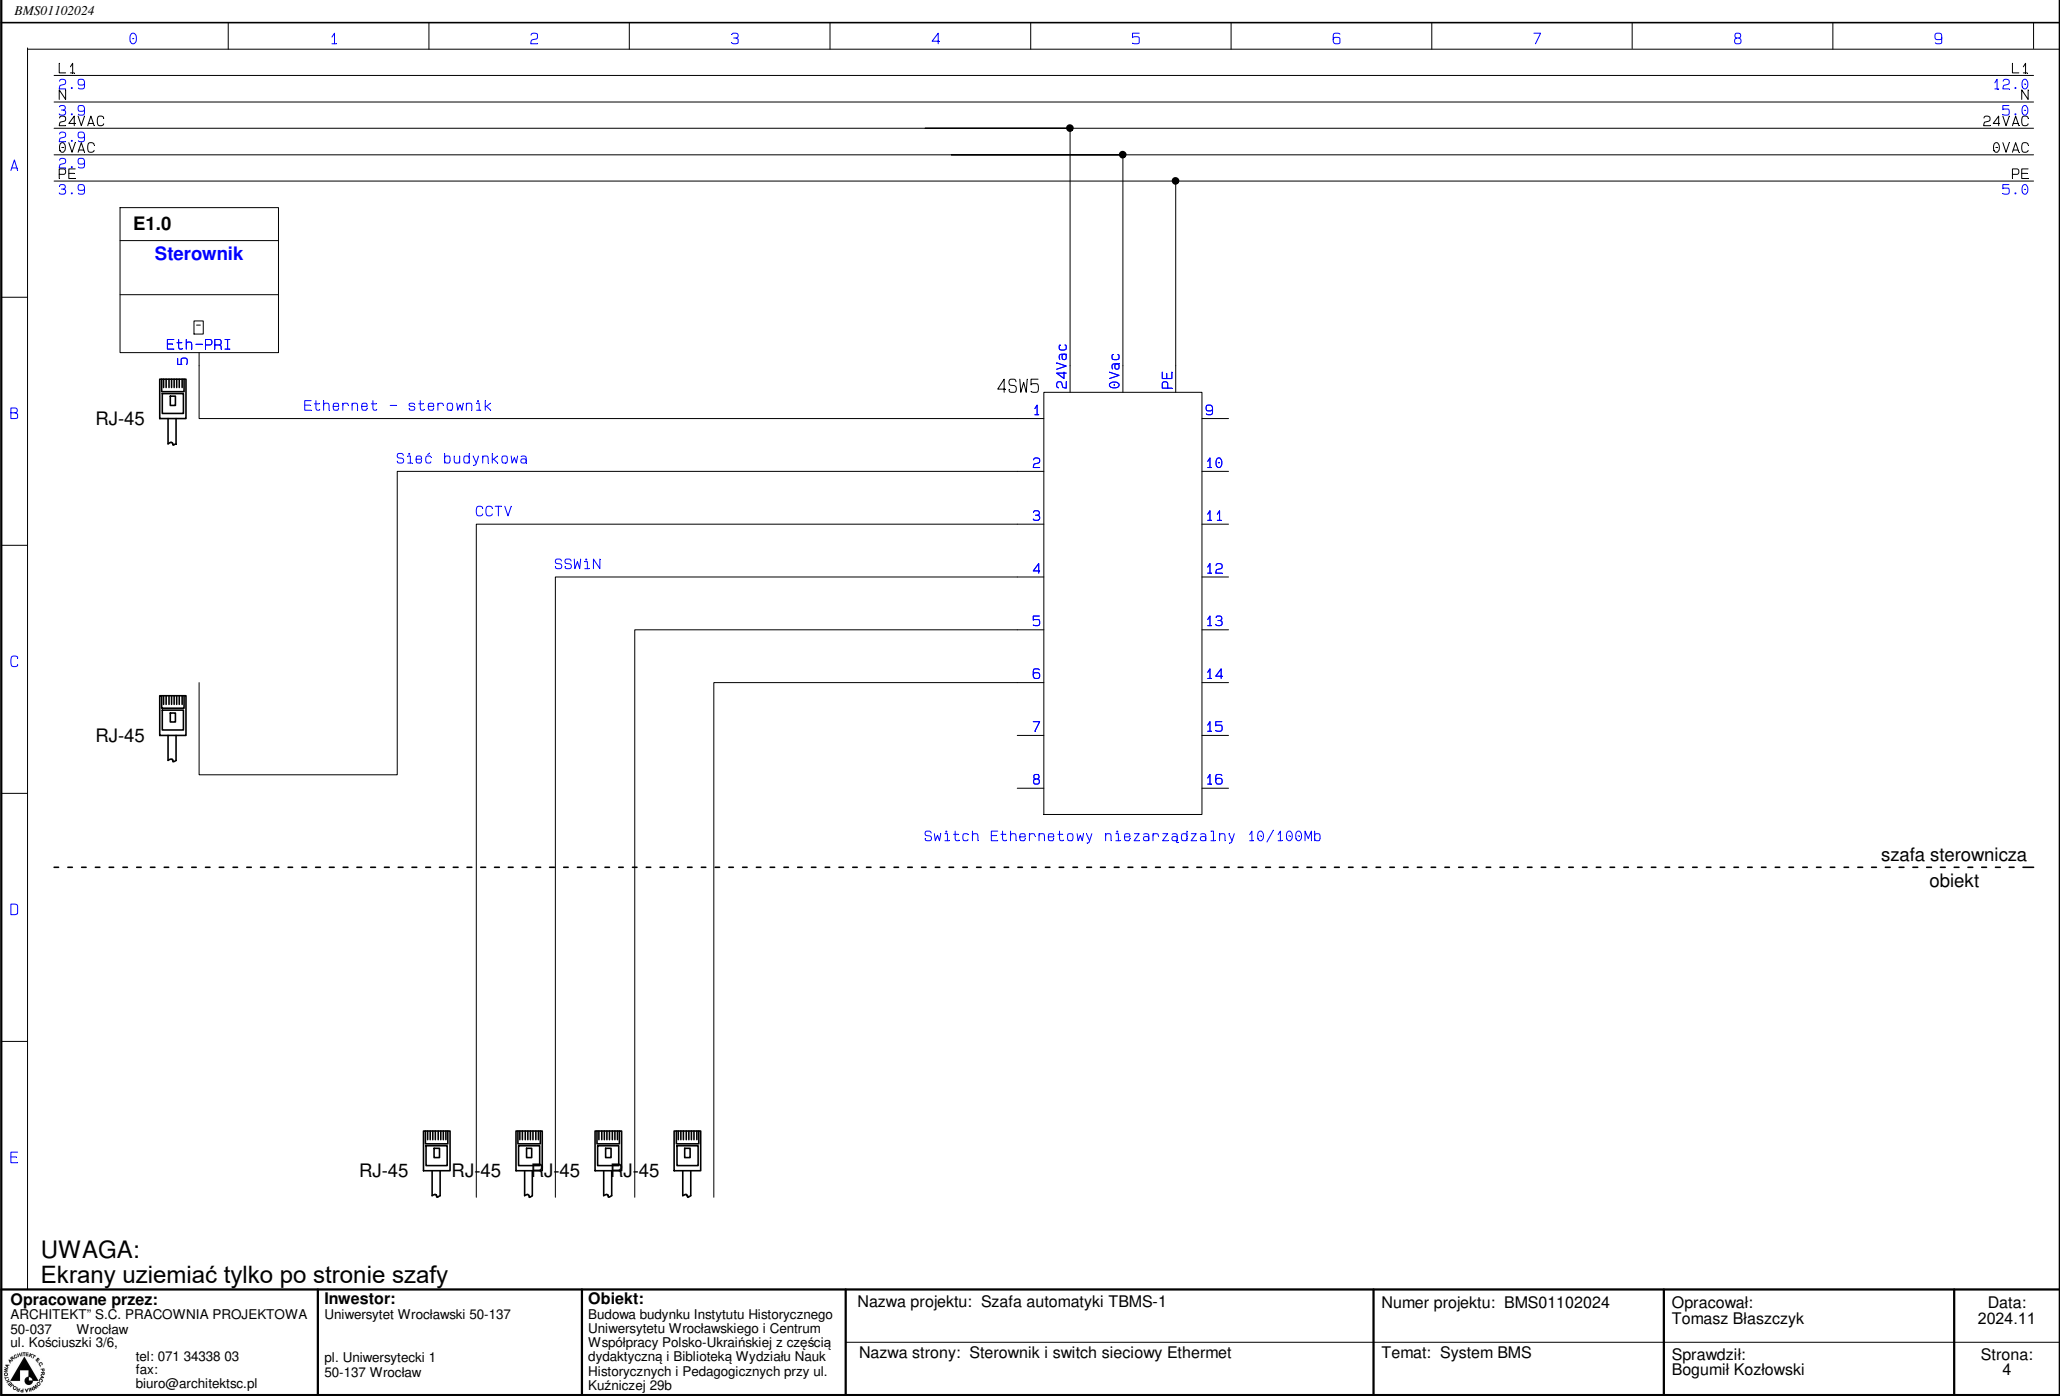 BMS01102024
0 1 2 3 4 5 6 7 8 9
L1 L1
2.9 12.0
N N
3.9 5.0
24VAC 24VAC
2.9
0VAC 0VAC
2.9
PE PE
3.9 5.0
A
E1.0
Sterownik
Eth-PRI
5
24Vac 0Vac PE
4SW5
B
RJ-45
Ethernet - sterownik
1 9
Sieć budynkowa
2 10
CCTV
3 11
SSWiN
4 12
5 13
C
6 14
RJ-45
7 15
8 16
Switch Ethernetowy niezarządzalny 10/100Mb
szafa sterownicza
obiekt
D
E
RJ-45 RJ-45 RJ-45 RJ-45
UWAGA:
Ekrany uziemiać tylko po stronie szafy
Opracowane przez:
ARCHITEKT" S.C. PRACOWNIA PROJEKTOWA
50-037 Wrocław
ul. Kościuszki 3/6,
tel: 071 34338 03
fax:
biuro@architektsc.pl
Inwestor:
Uniwersytet Wrocławski 50-137
pl. Uniwersytecki 1
50-137 Wrocław
Obiekt:
Budowa budynku Instytutu Historycznego
Uniwersytetu Wrocławskiego i Centrum
Współpracy Polsko-Ukraińskiej z częścią
dydaktyczną i Biblioteką Wydziału Nauk
Historycznych i Pedagogicznych przy ul.
Kuźniczej 29b
Nazwa projektu: Szafa automatyki TBMS-1
Nazwa strony: Sterownik i switch sieciowy Ethermet
Numer projektu: BMS01102024
Temat: System BMS
Opracował:
Tomasz Błaszczyk
Sprawdził:
Bogumił Kozłowski
Data:
2024.11
Strona:
4